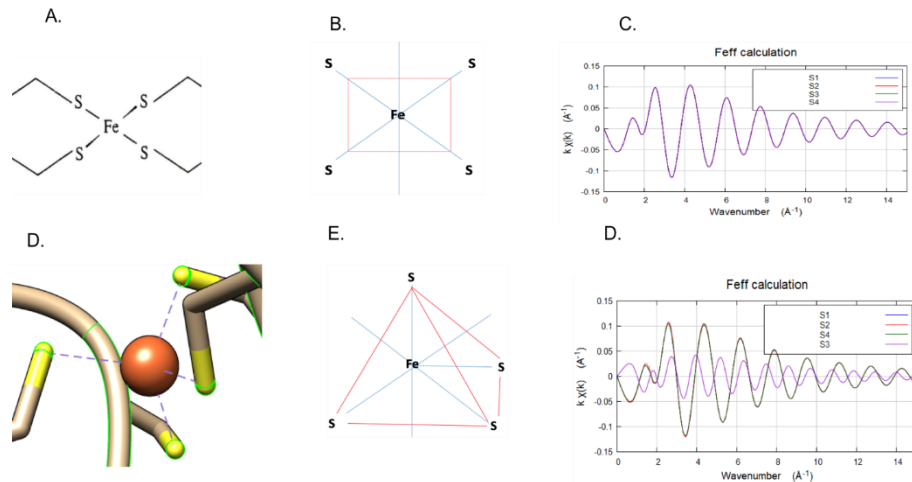 A.
S
S
Fe
S
S
B.
S
S
Fe
S
S
C.
Feff calculation
S1
S2
S3
S4
k χ(k) (A⁻¹)
0.15
0.1
0.05
0
-0.05
-0.1
-0.15
0 2 4 6 8 10 12 14
Wavenumber (Å⁻¹)
D.
E.
S
Fe
S
S
S
D.
Feff calculation
S1
S2
S4
S3
k χ(k) (A⁻¹)
0.15
0.1
0.05
0
-0.05
-0.1
-0.15
0 2 4 6 8 10 12 14
Wavenumber (Å⁻¹)